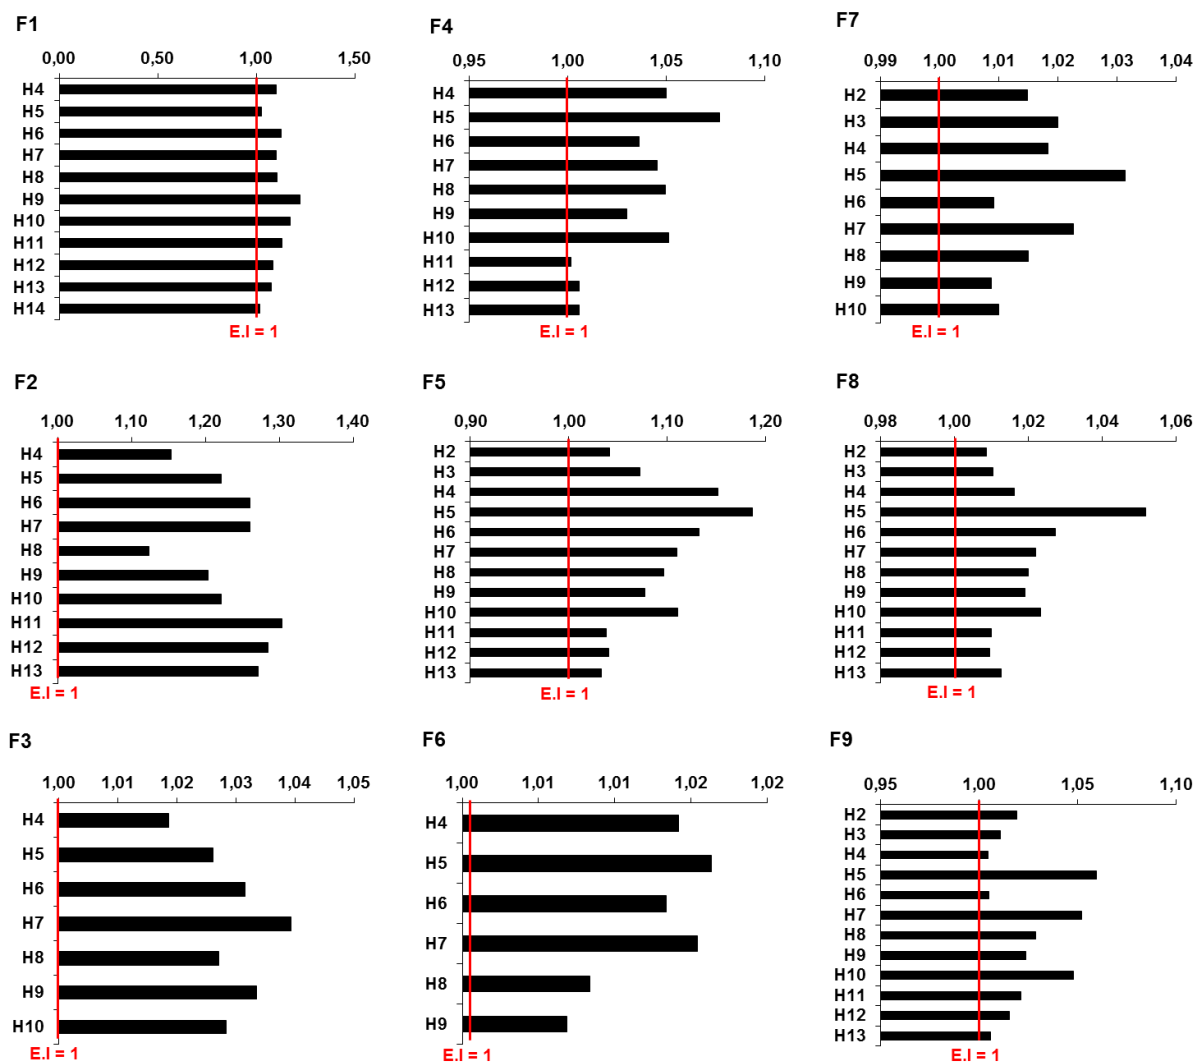 F1
0,00 0,50 1,00 1,50
H4
H5
H6
H7
H8
H9
H10
H11
H12
H13
H14
E.I = 1
F4
0,95 1,00 1,05 1,10
H4
H5
H6
H7
H8
H9
H10
H11
H12
H13
E.I = 1
F7
0,99 1,00 1,01 1,02 1,03 1,04
H2
H3
H4
H5
H6
H7
H8
H9
H10
E.I = 1
F2
1,00 1,10 1,20 1,30 1,40
H4
H5
H6
H7
H8
H9
H10
H11
H12
H13
E.I = 1
F5
0,90 1,00 1,10 1,20
H2
H3
H4
H5
H6
H7
H8
H9
H10
H11
H12
H13
E.I = 1
F8
0,98 1,00 1,02 1,04 1,06
H2
H3
H4
H5
H6
H7
H8
H9
H10
H11
H12
H13
E.I = 1
F3
1,00 1,01 1,02 1,03 1,04 1,05
H4
H5
H6
H7
H8
H9
H10
E.I = 1
F6
1,00 1,01 1,01 1,02 1,02
H4
H5
H6
H7
H8
H9
E.I = 1
F9
0,95 1,00 1,05 1,10
H2
H3
H4
H5
H6
H7
H8
H9
H10
H11
H12
H13
E.I = 1